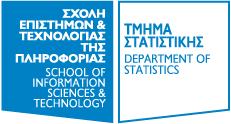 ΣΧΟΛΗ
ΕΠΙΣΤΗΜΩΝ &
ΤΕΧΝΟΛΟΓΙΑΣ
ΤΗΣ
ΠΛΗΡΟΦΟΡΙΑΣ
SCHOOL OF
INFORMATION
SCIENCES &
TECHNOLOGY
ΤΜΗΜΑ
ΣΤΑΤΙΣΤΙΚΗΣ
DEPARTMENT OF
STATISTICS